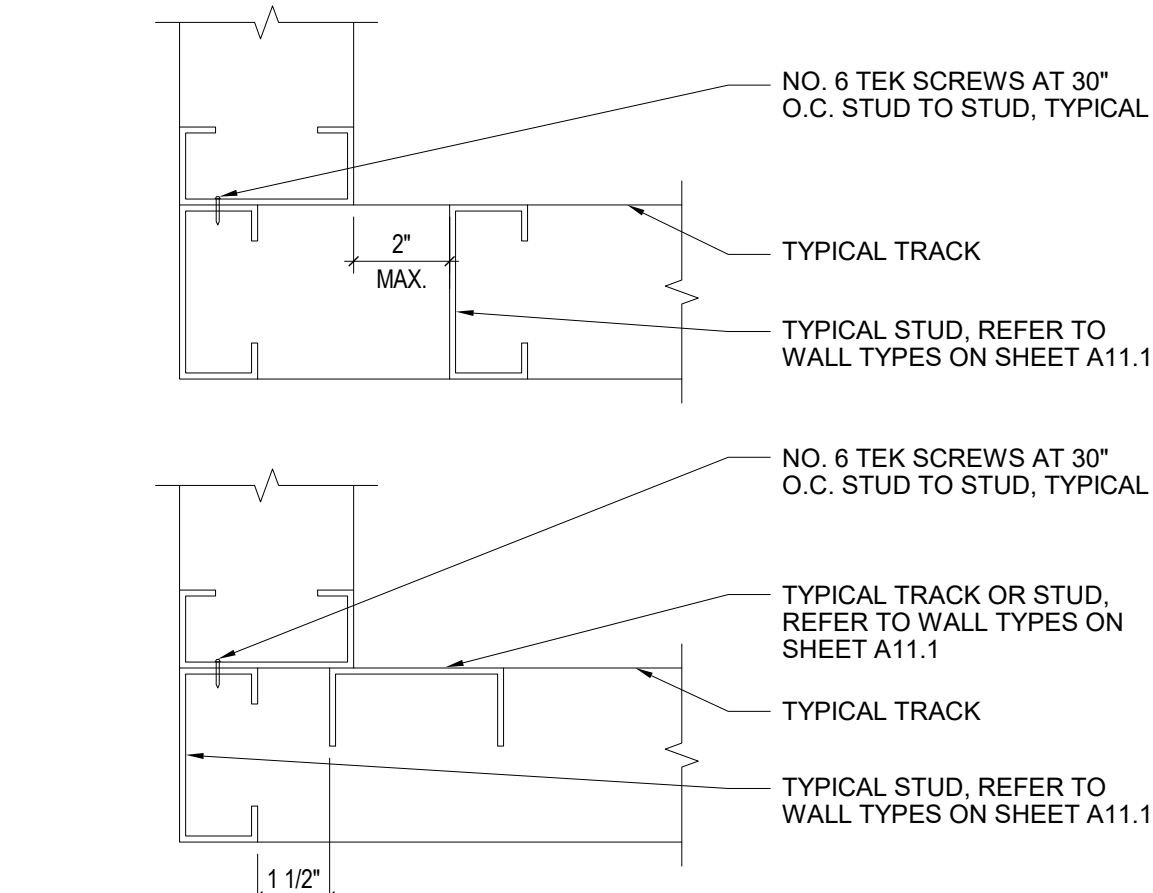 NO. 6 TEK SCREWS AT 30"
O.C. STUD TO STUD, TYPICAL
TYPICAL TRACK
2"
MAX.
TYPICAL STUD, REFER TO
WALL TYPES ON SHEET A11.1
NO. 6 TEK SCREWS AT 30"
O.C. STUD TO STUD, TYPICAL
TYPICAL TRACK OR STUD,
REFER TO WALL TYPES ON
SHEET A11.1
TYPICAL TRACK
TYPICAL STUD, REFER TO
WALL TYPES ON SHEET A11.1
1 1/2"